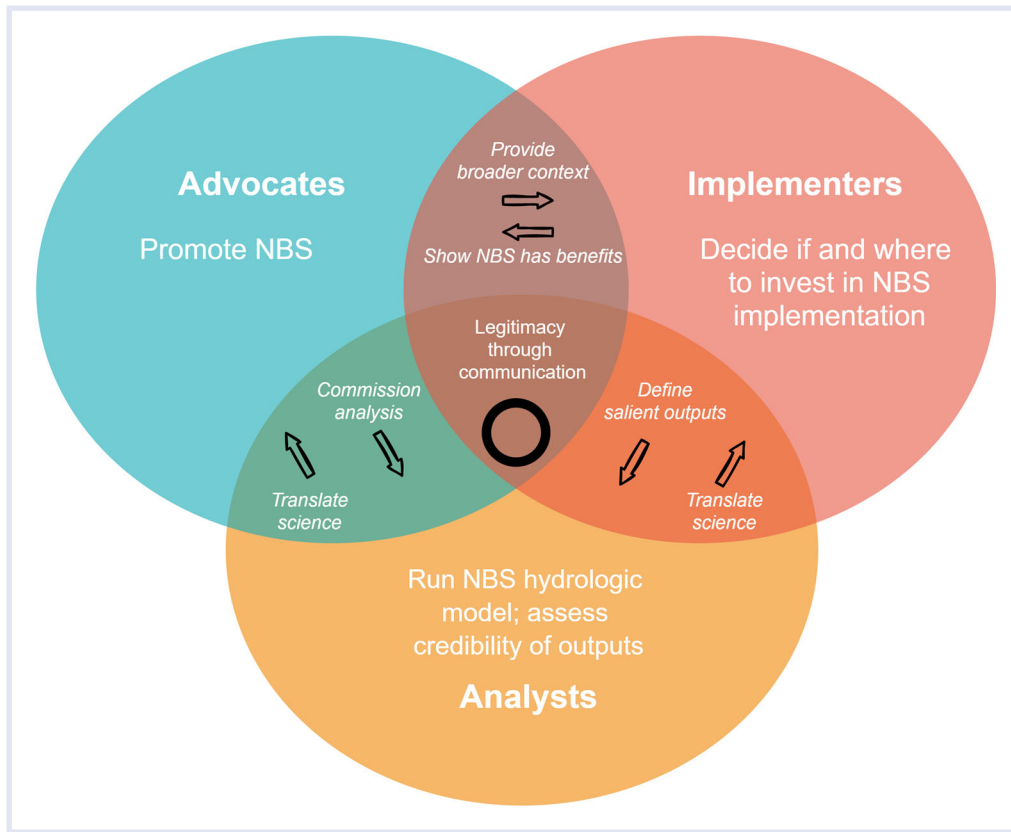 Provide
broader context
Advocates
Implementers
Promote NBS
Show NBS has benefits
Decide if and where
to invest in NBS
implementation
Legitimacy
through
communication
Commission
analysis
Define
salient outputs
Translate
science
Translate
science
Run NBS hydrologic
model; assess
credibility of outputs
Analysts